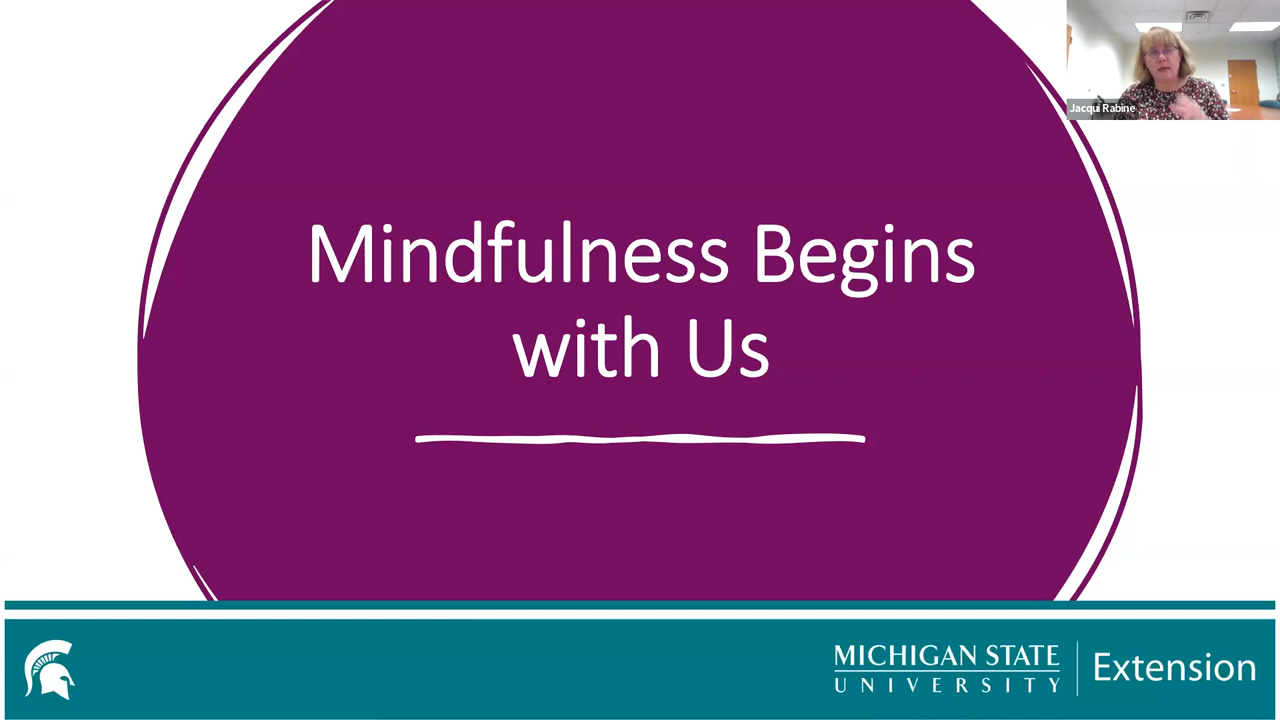 Jacqui Rabine
Mindfulness Begins
with Us
MICHIGAN STATE
UNIVERSITY
Extension